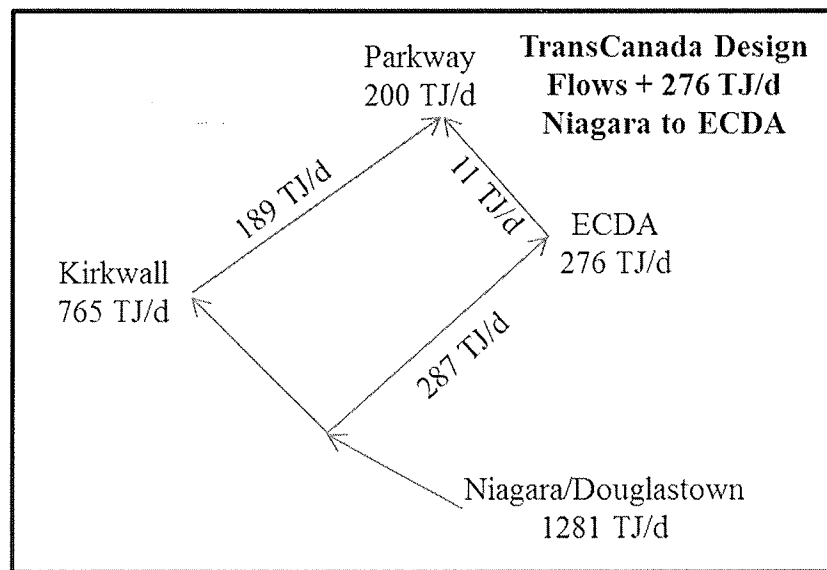 TransCanada Design
Flows + 276 TJ/d
Niagara to ECDA
Parkway
200 TJ/d
189 TJ/d
11 TJ/d
ECDA
276 TJ/d
Kirkwall
765 TJ/d
287 TJ/d
Niagara/Douglastown
1281 TJ/d